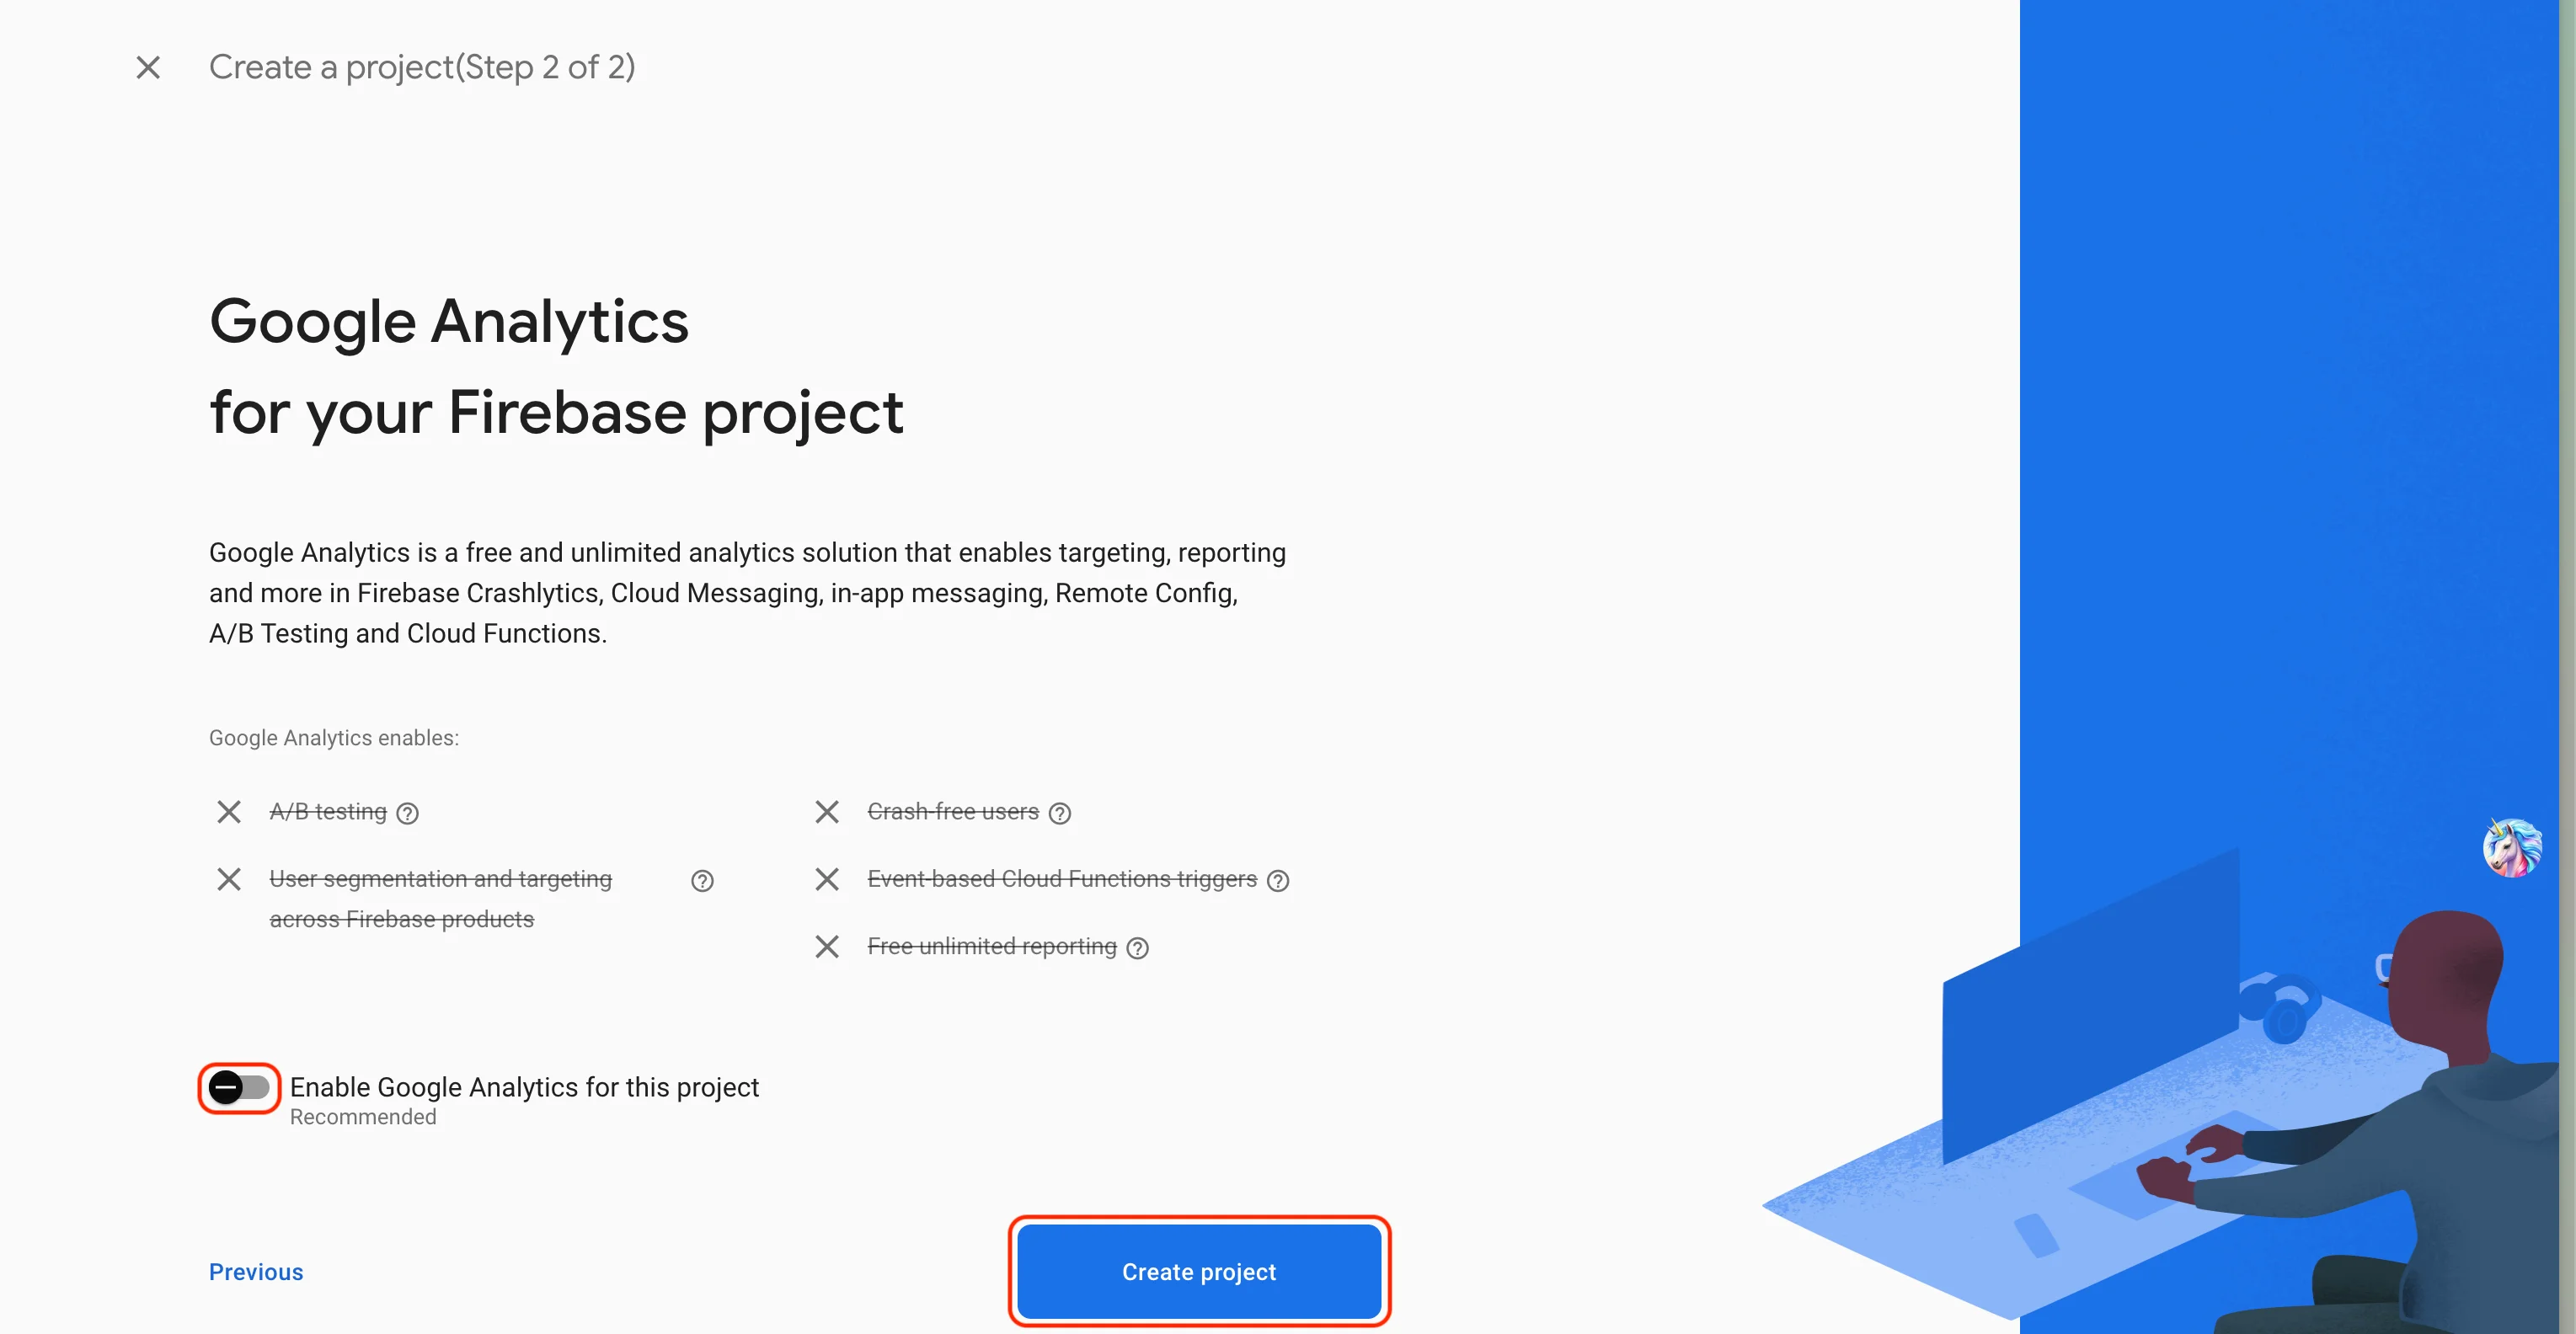 Create a project(Step 2 of 2)
Google Analytics
for your Firebase project
Google Analytics is a free and unlimited analytics solution that enables targeting, reporting
and more in Firebase Crashlytics, Cloud Messaging, in-app messaging, Remote Config,
A/B Testing and Cloud Functions.
Google Analytics enables:
A/B testing
User segmentation and targeting
across Firebase products
Crash-free users
Event-based Cloud Functions triggers
Free unlimited reporting
Enable Google Analytics for this project
Recommended
Previous
Create project